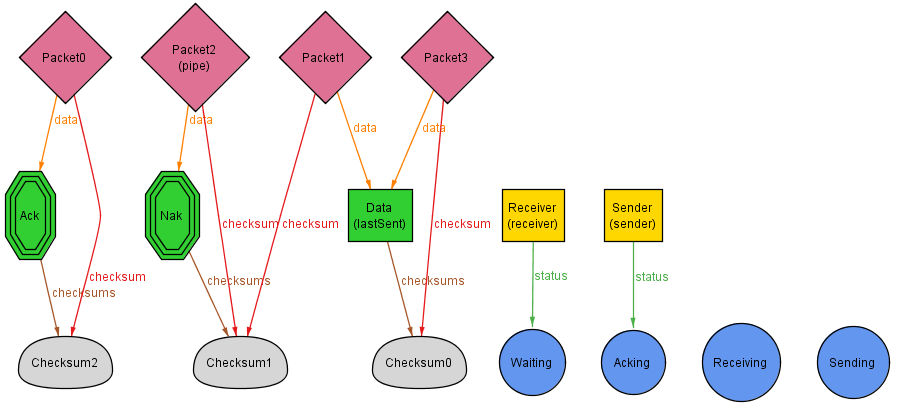 Packet0
Packet2
(pipe)
Packet1
Packet3
data
data
data
data
Ack
Nak
Data
(lastSent)
Receiver
(receiver)
Sender
(sender)
checksum
checksum
checksum
checksum
checksums
checksums
checksums
status
status
Checksum2
Checksum1
Checksum0
Waiting
Acking
Receiving
Sending